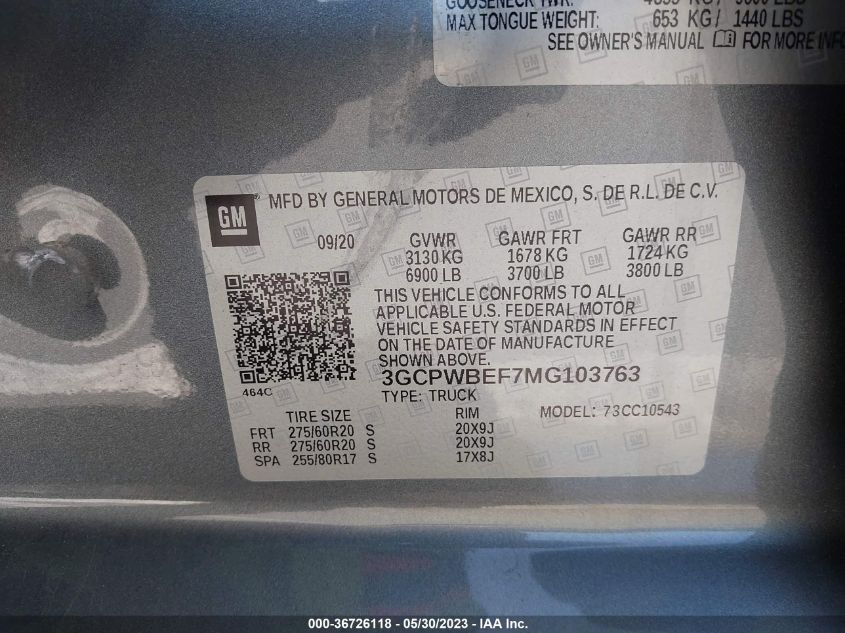 MAX TONGUE WEIGHT: 653 KG / 1440 LBS
SEE OWNER'S MANUAL FOR MORE
GM ® MFD BY GENERAL MOTORS DE MEXICO, S. DE R.L. DE C.V.
09/20 GVWR GAWR FRT GAWR RR
3130 KG 1678 KG 1724 KG
6900 LB 3700 LB 3800 LB
THIS VEHICLE CONFORMS TO ALL
APPLICABLE U.S. FEDERAL MOTOR
VEHICLE SAFETY STANDARDS IN EFFECT
ON THE DATE OF MANUFACTURE
SHOWN ABOVE.
464C
3GCPWBEF7MG103763
TYPE: TRUCK
TIRE SIZE RIM MODEL: 73CC10543
FRT 275/60R20 S 20X9J
RR 275/60R20 S 20X9J
SPA 255/80R17 S 17X8J
000-36726118 - 05/30/2023 - IAA Inc.